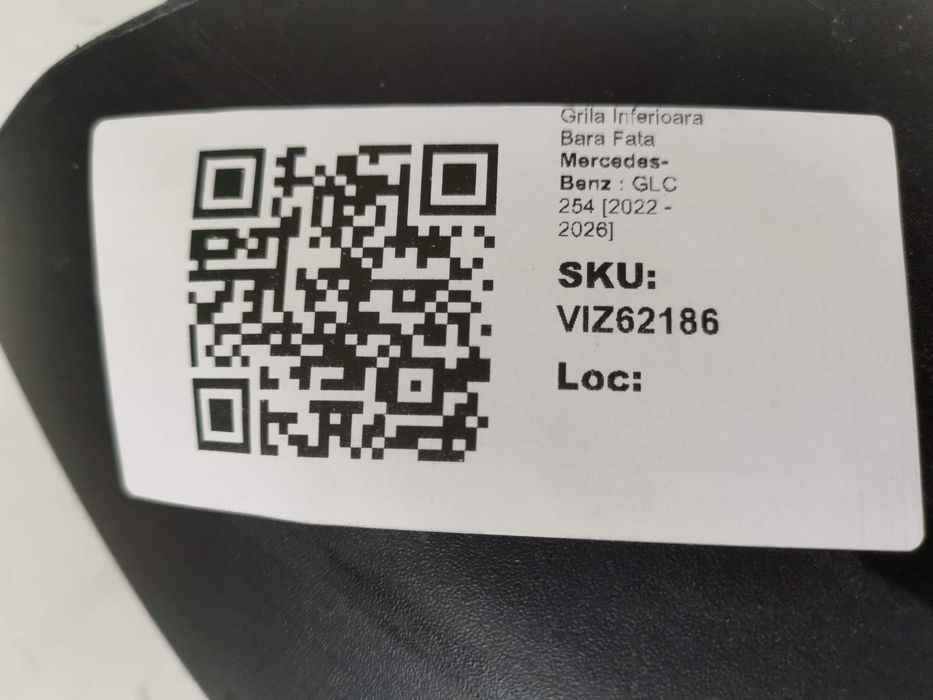 Grila Inferioara
Bara Fata
Mercedes-
Benz : GLC
254 [2022 -
2026]
SKU:
VIZ62186
Loc: